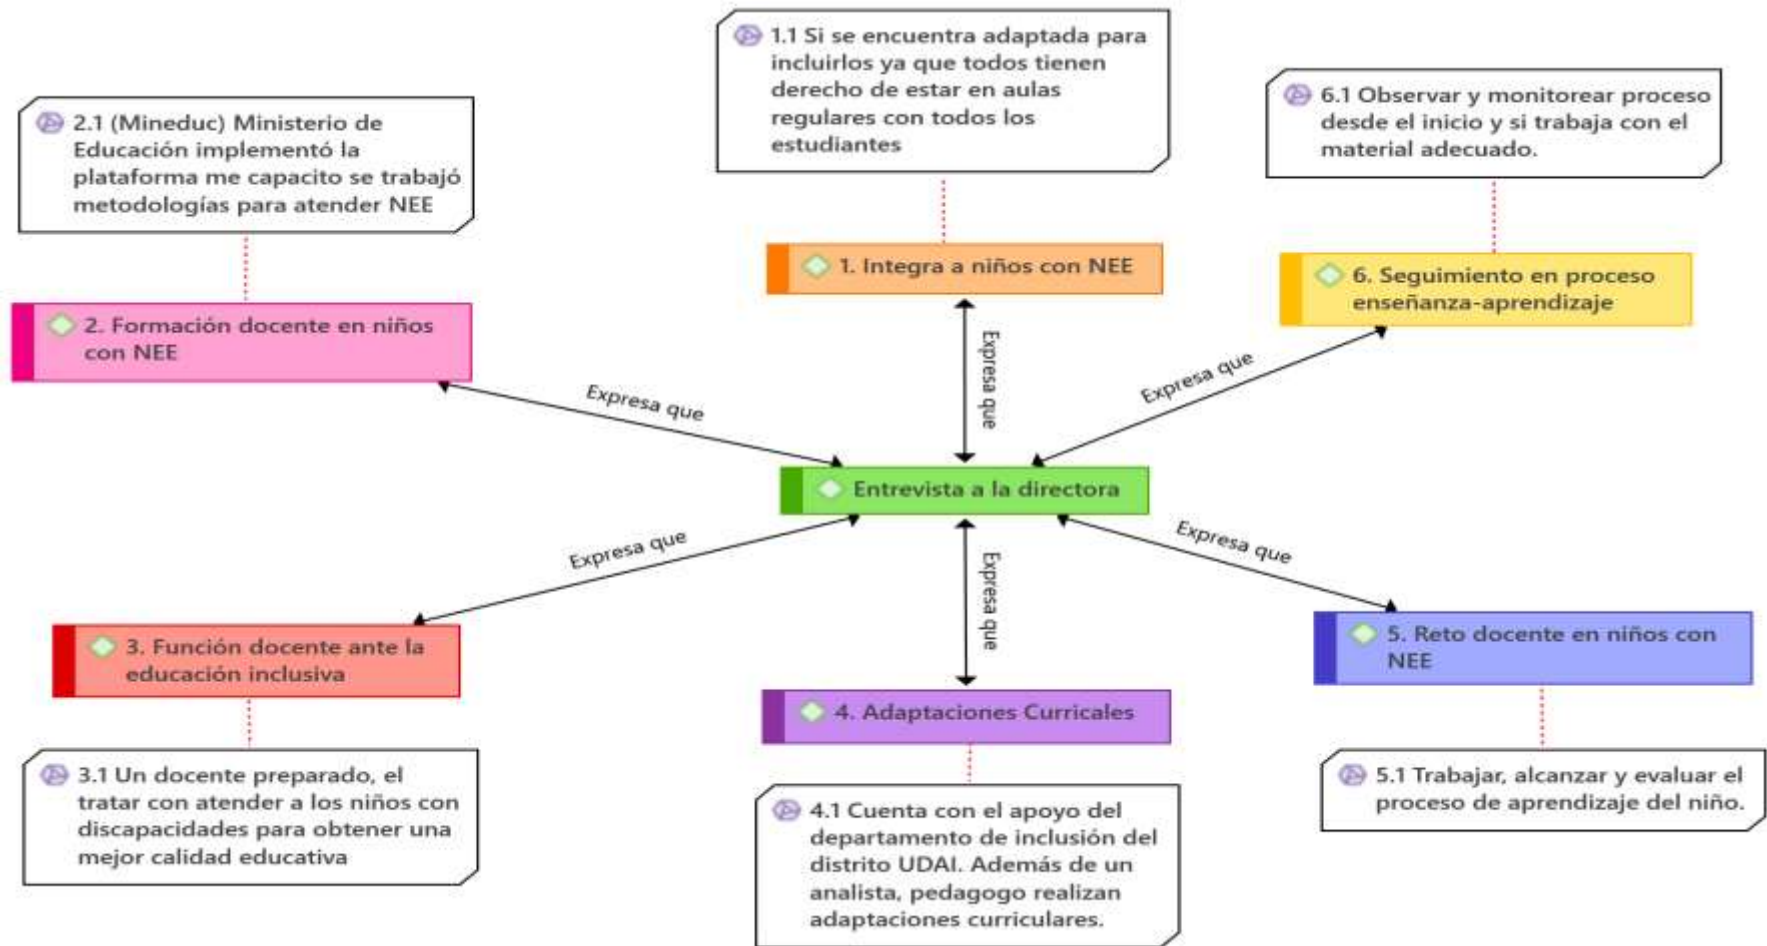 1.1 Si se encuentra adaptada para
incluirlos ya que todos tienen
derecho de estar en aulas
regulares con todos los
estudiantes
6.1 Observar y monitorear proceso
desde el inicio y si trabaja con el
material adecuado.
2.1 (Mineduc) Ministerio de
Educación implementó la
plataforma me capacito se trabajó
metodologías para atender NEE
1. Integra a niños con NEE
6. Seguimiento en proceso
enseñanza-aprendizaje
2. Formación docente en niños
con NEE
Expresa que
Expresa que
Expresa que
Entrevista a la directora
Expresa que
Expresa que
Expresa que
3. Función docente ante la
educación inclusiva
4. Adaptaciones Curricales
5. Reto docente en niños con
NEE
3.1 Un docente preparado, el
tratar con atender a los niños con
discapacidades para obtener una
mejor calidad educativa
4.1 Cuenta con el apoyo del
departamento de inclusión del
distrito UDAI. Además de un
analista, pedagogo realizan
adaptaciones curriculares.
5.1 Trabajar, alcanzar y evaluar el
proceso de aprendizaje del niño.